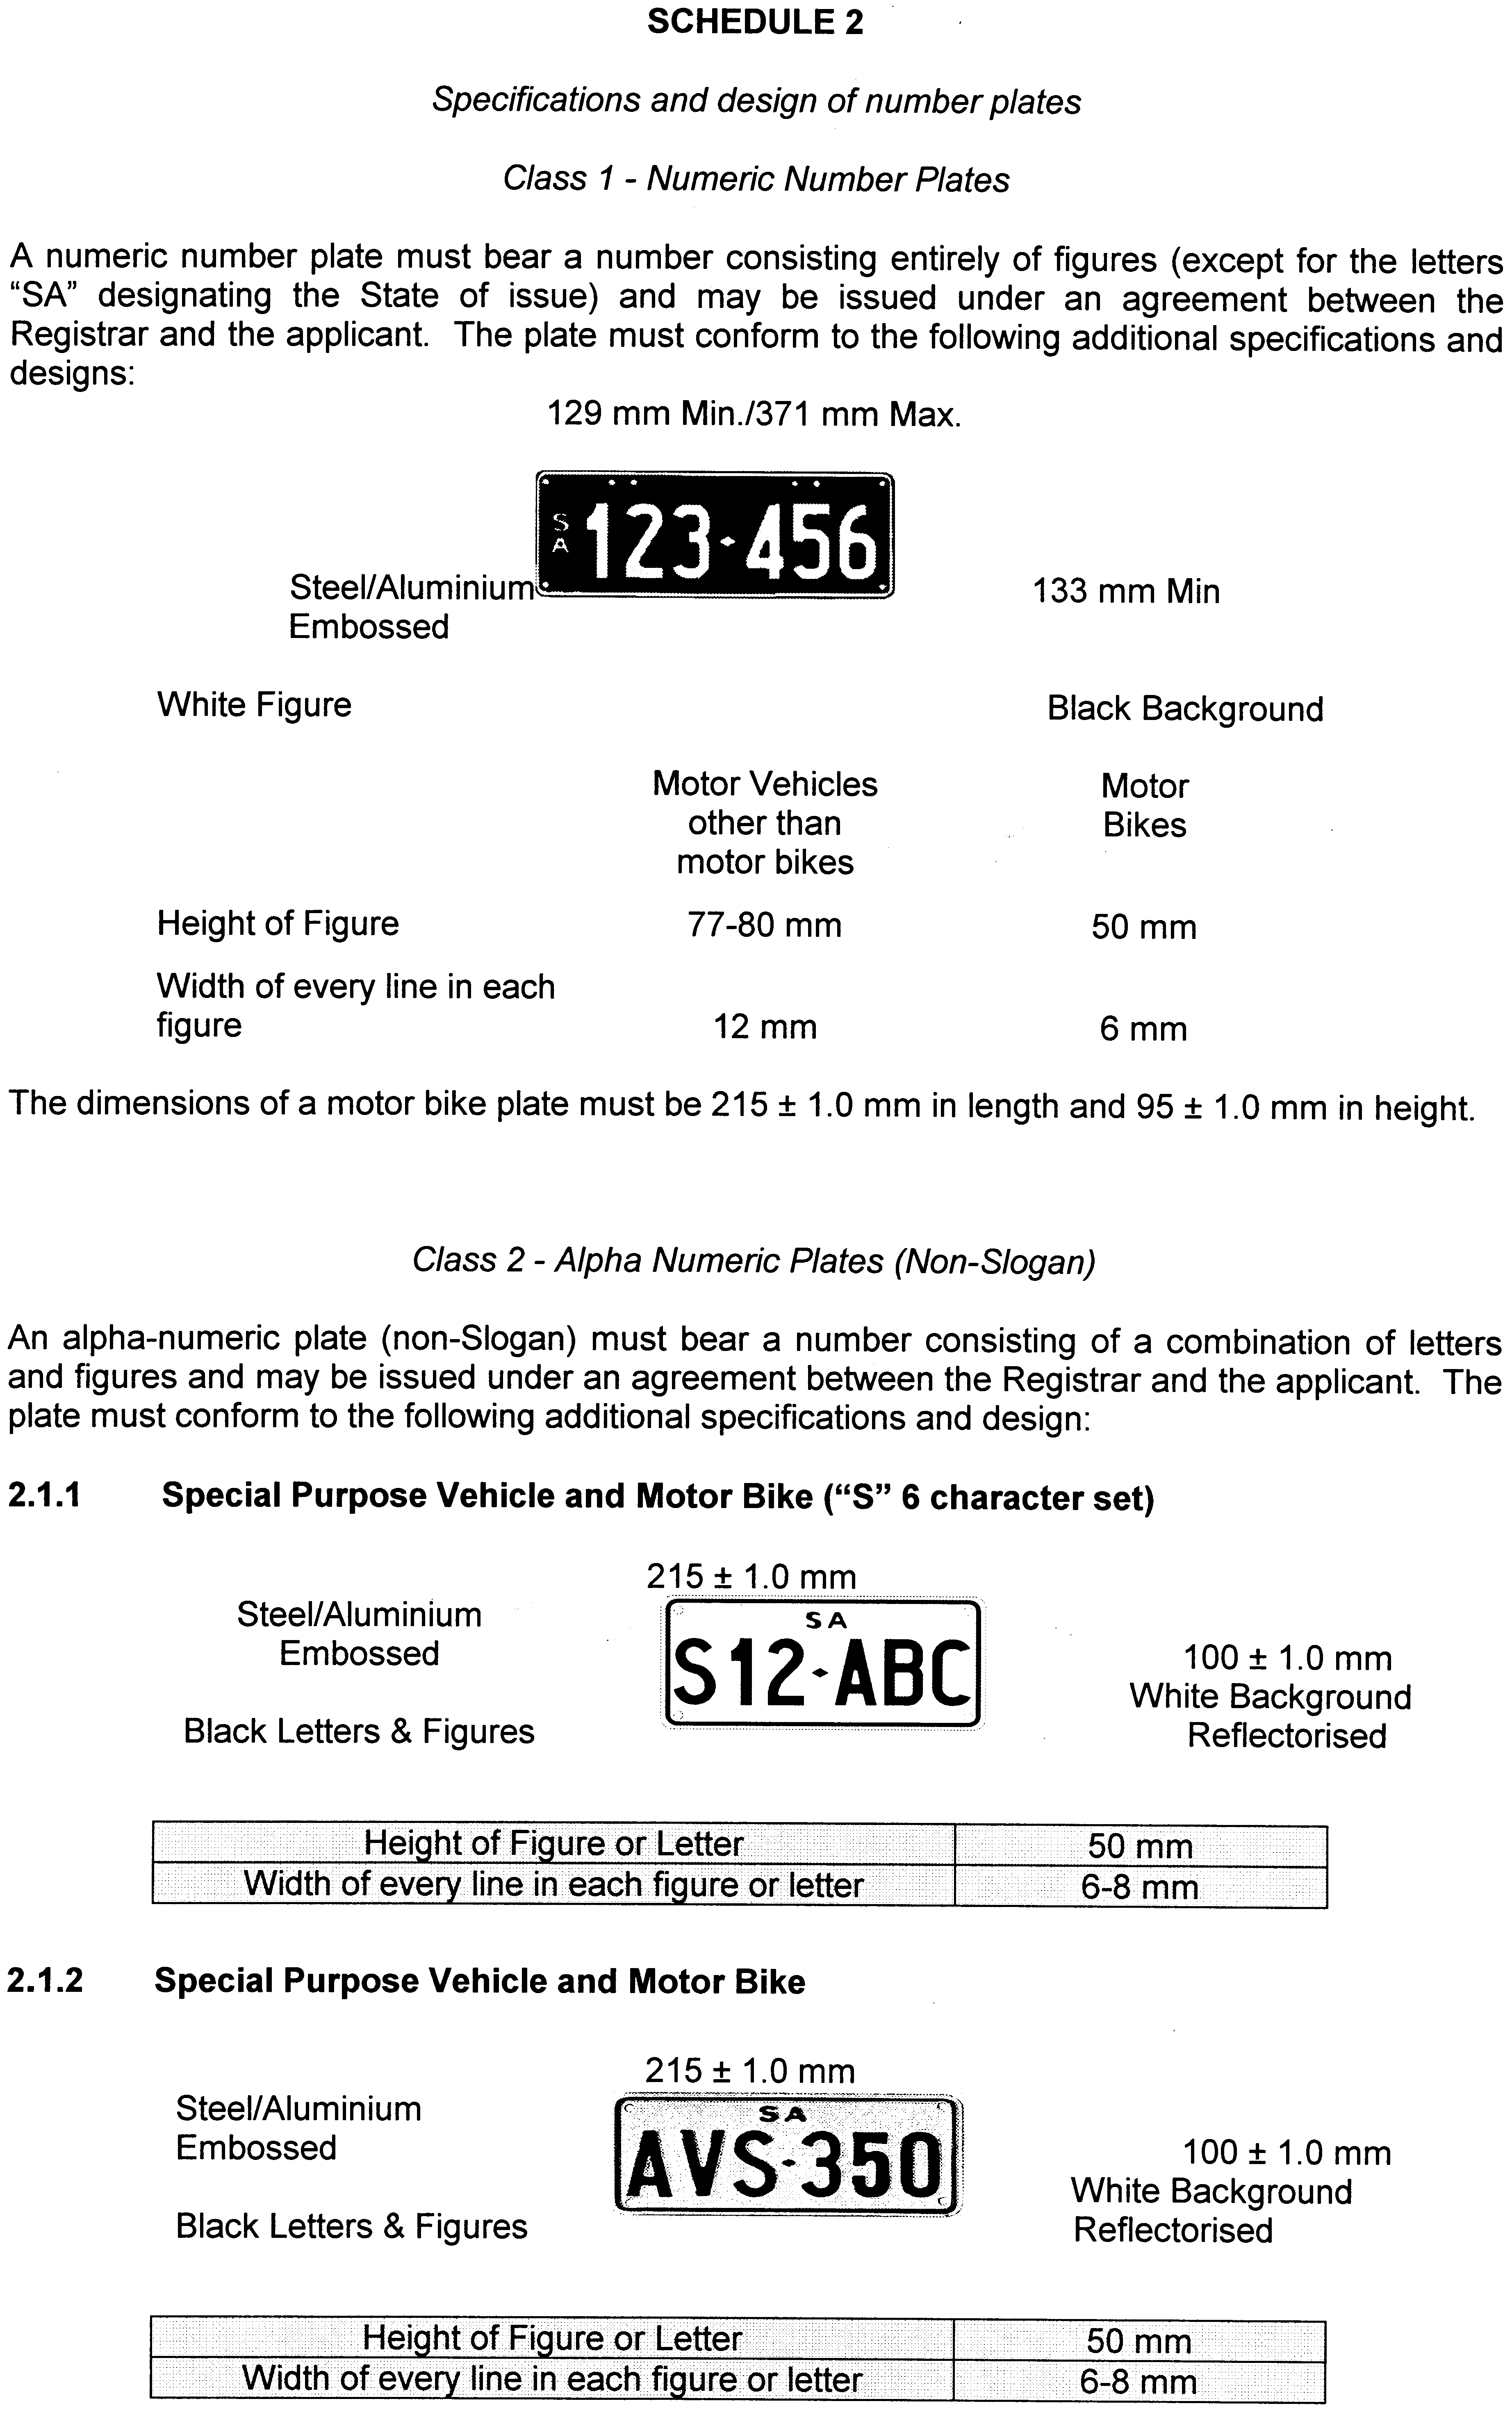 SCHEDULE 2
Specifications and design of number plates
Class 1 - Numeric Number Plates
A numeric number plate must bear a number consisting entirely of figures (except for the letters
“SA” designating the State of issue) and may be issued under an agreement between the
Registrar and the applicant. The plate must conform to the following additional specifications and
designs:
129 mm Min./371 mm Max.
SA 123·456
Steel/Aluminium
Embossed
133 mm Min
White Figure
Black Background
Motor Vehicles
other than
motor bikes
Motor
Bikes
Height of Figure 77-80 mm 50 mm
Width of every line in each
figure 12 mm 6 mm
The dimensions of a motor bike plate must be 215 ± 1.0 mm in length and 95 ± 1.0 mm in height.
Class 2 - Alpha Numeric Plates (Non-Slogan)
An alpha-numeric plate (non-Slogan) must bear a number consisting of a combination of letters
and figures and may be issued under an agreement between the Registrar and the applicant. The
plate must conform to the following additional specifications and design:
2.1.1 Special Purpose Vehicle and Motor Bike (“S” 6 character set)
215 ± 1.0 mm
Steel/Aluminium
Embossed
Black Letters & Figures
SA
S12·ABC
100 ± 1.0 mm
White Background
Reflectorised
Height of Figure or Letter 50 mm
Width of every line in each figure or letter 6-8 mm
2.1.2 Special Purpose Vehicle and Motor Bike
215 ± 1.0 mm
Steel/Aluminium
Embossed
Black Letters & Figures
SA
AVS·350
100 ± 1.0 mm
White Background
Reflectorised
Height of Figure or Letter 50 mm
Width of every line in each figure or letter 6-8 mm